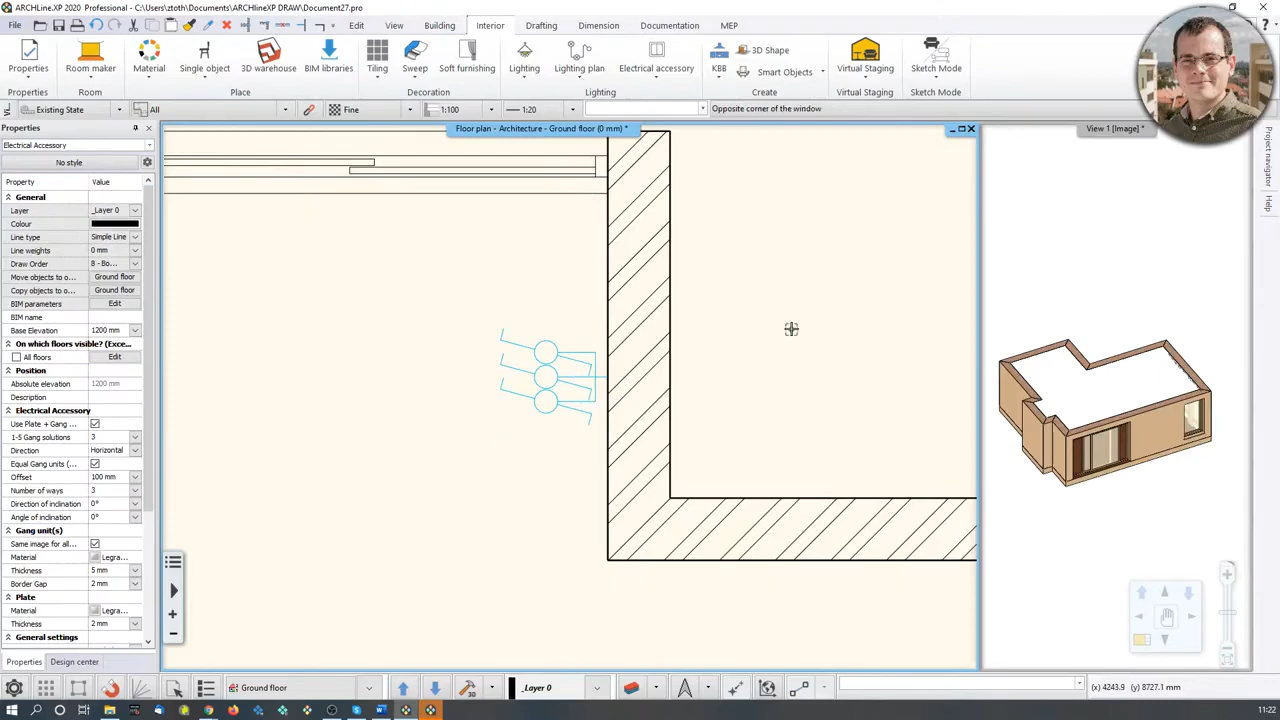 ARCHLine.XP 2020 Professional - C:\Users\ztoth\Documents\ARCHlineXP DRAW\Document27.pro
File Edit View Building Interior Drafting Dimension Documentation MEP
Properties Room maker Material Single object 3D warehouse BIM libraries Tiling Sweep Soft furnishing Lighting Lighting plan Electrical accessory KBB 3D Shape Smart Objects Virtual Staging Sketch Mode
Properties Room Place Decoration Lighting Create Virtual Staging Sketch Mode
Existing State All Fine 1:100 1:20 Opposite corner of the window
Properties
Floor plan - Architecture - Ground floor (0 mm) *
View 1 [Image] *
Electrical Accessory
No style
Property Value
General
Layer _Layer 0
Colour
Line type Simple Line
Line weights 0 mm
Draw Order 8 - Bo...
Move objects to o... Ground floor
Copy objects to o... Ground floor
BIM parameters Edit
BIM name
Base Elevation 1200 mm
On which floors visible? (Exce...
All floors Edit
Position
Absolute elevation 1200 mm
Description
Electrical Accessory
Use Plate + Gang ...
1-5 Gang solutions 3
Direction Horizontal
Equal Gang units (...
Offset 100 mm
Number of ways 3
Direction of inclination 0°
Angle of inclination 0°
Gang unit(s)
Same image for all...
Material Legra...
Thickness 5 mm
Border Gap 2 mm
Plate
Material Legra...
Thickness 2 mm
General settings
Properties Design center
Project navigator
Help
Ground floor _Layer 0 (x) 4243.9 (y) 8727.1 mm
11:22